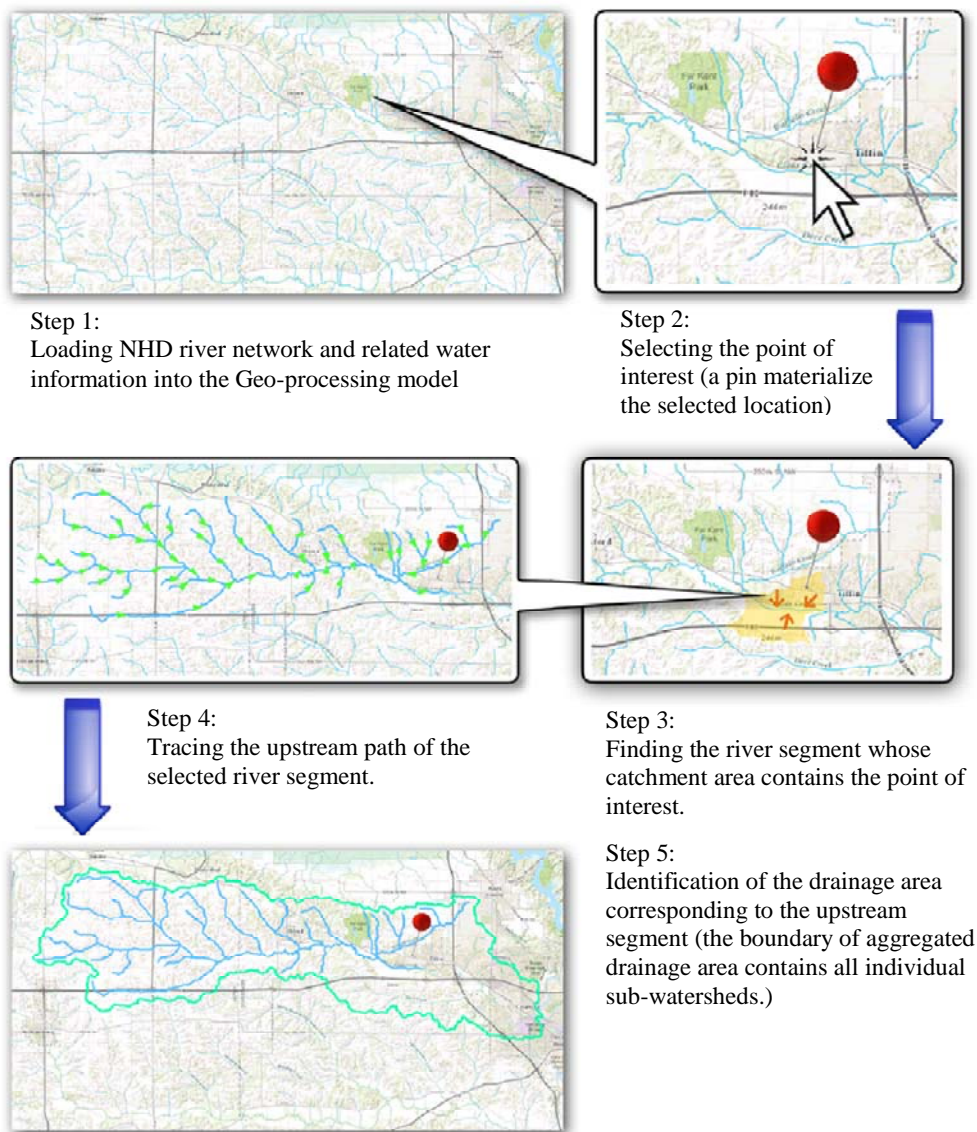 Step 1:
Loading NHD river network and related water
information into the Geo-processing model
Tiffin
Step 2:
Selecting the point of
interest (a pin materialize
the selected location)
Step 4:
Tracing the upstream path of the
selected river segment.
Step 3:
Finding the river segment whose
catchment area contains the point of
interest.
Step 5:
Identification of the drainage area
corresponding to the upstream
segment (the boundary of aggregated
drainage area contains all individual
sub-watersheds.)